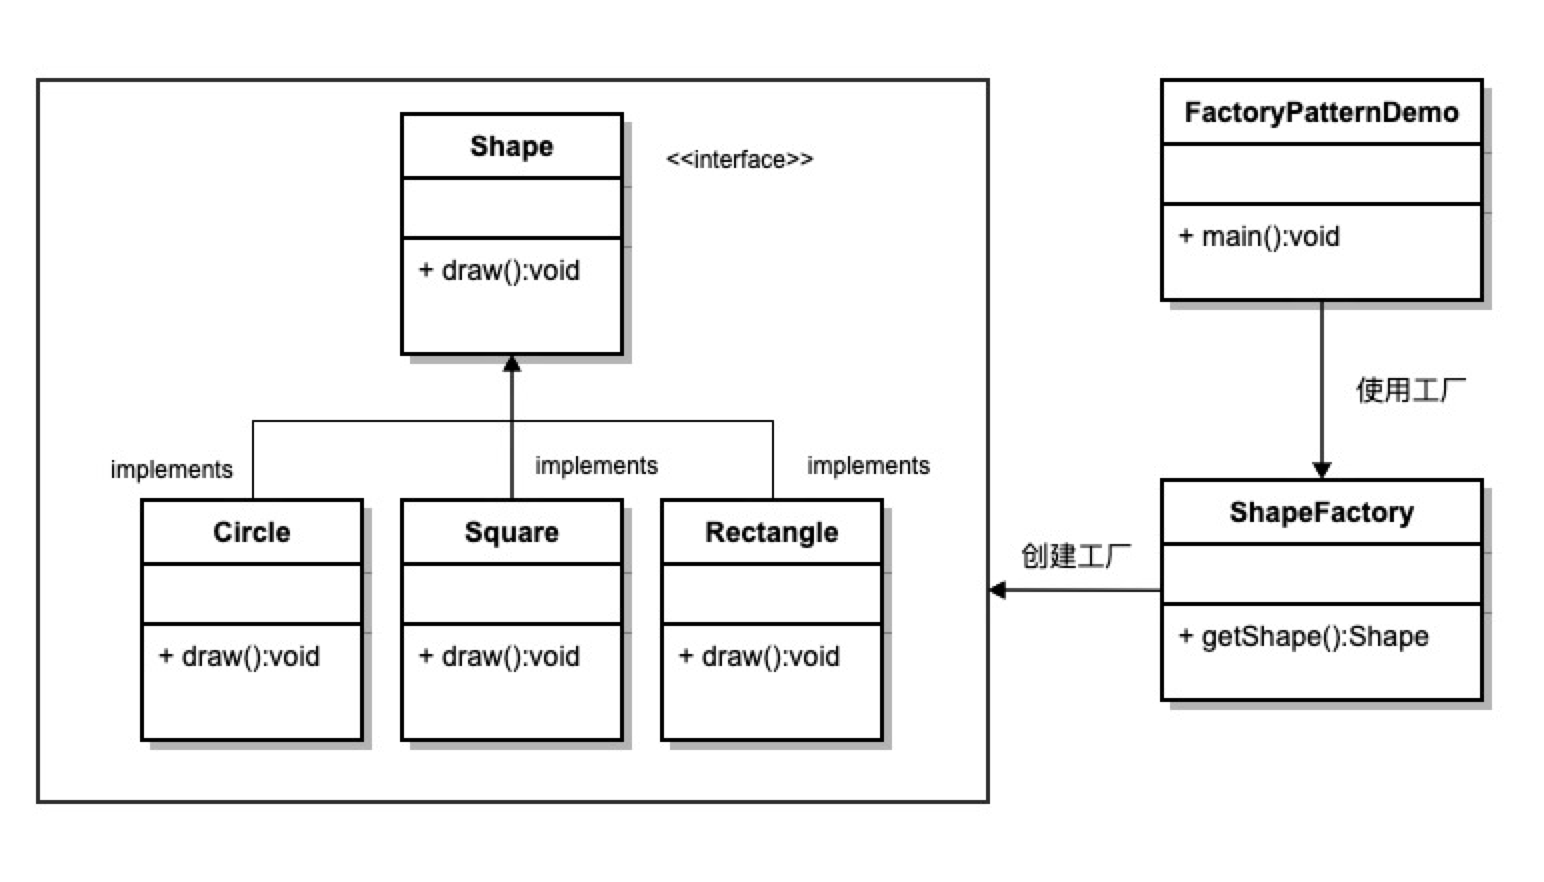 Shape
<<interface>>
+ draw():void
implements
implements
implements
Circle
+ draw():void
Square
+ draw():void
Rectangle
+ draw():void
FactoryPatternDemo
+ main():void
使用工厂
ShapeFactory
+ getShape():Shape
创建工厂